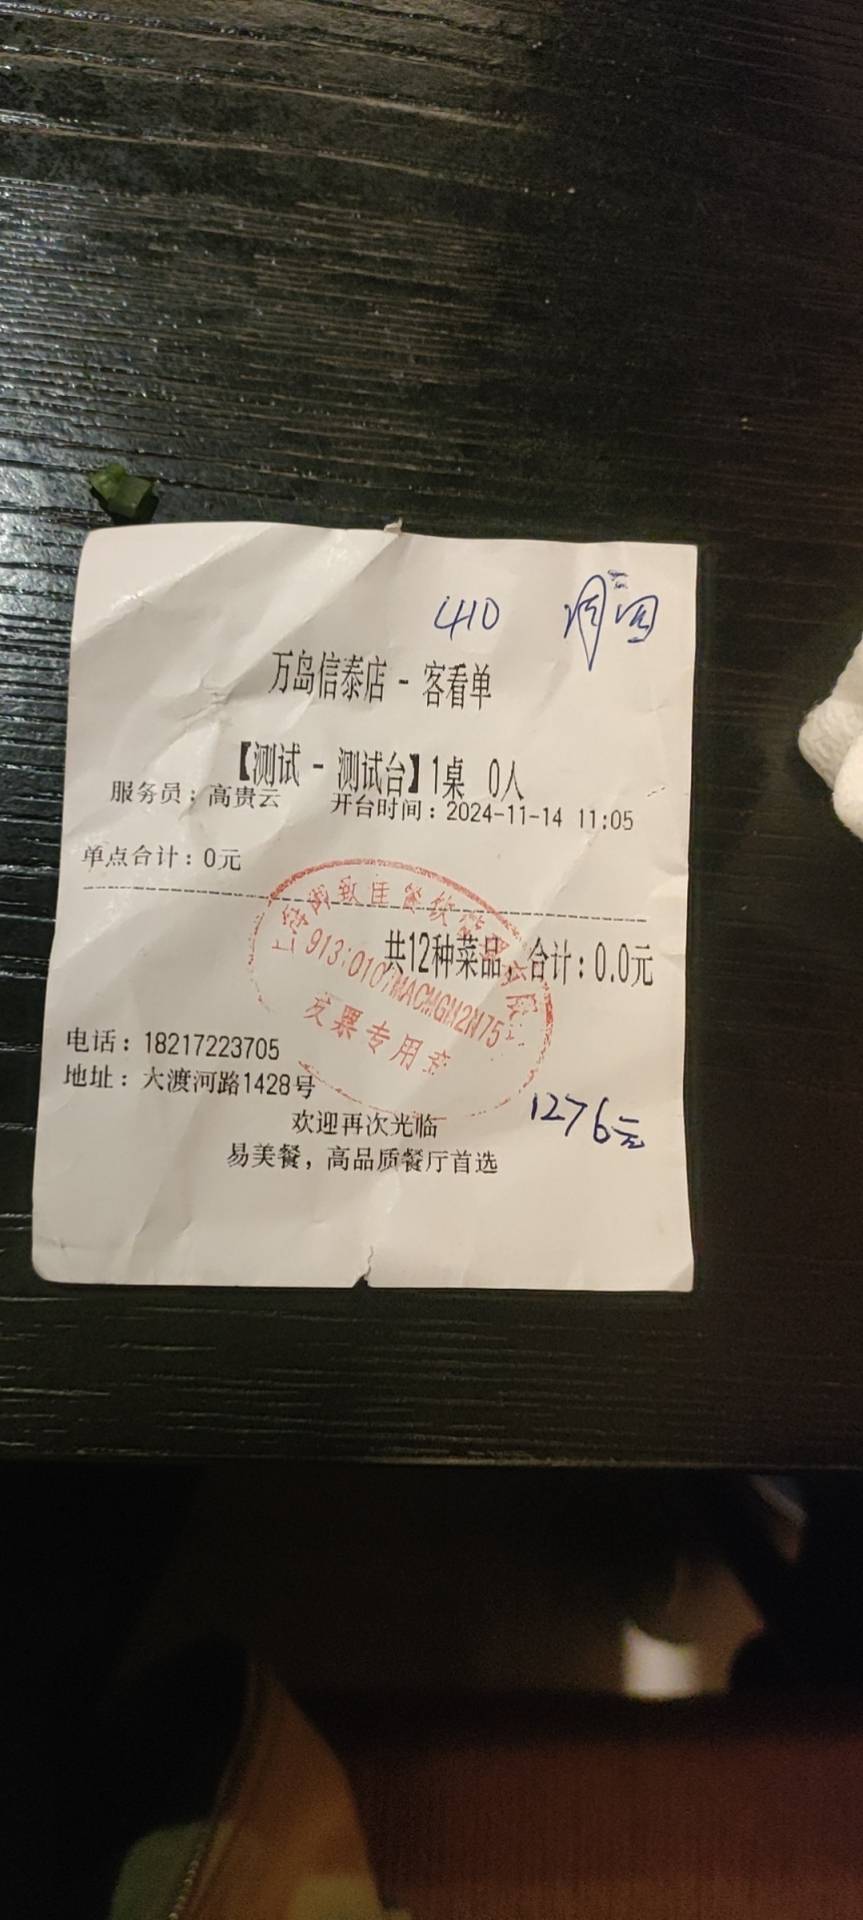 410
万岛信泰店 - 客看单
【测试 - 测试台】1桌 0人
服务员：高贵云 开台时间：2024-11-14 11:05
单点合计：0元
共12种菜品，合计：0.0元
发票专用章
电话：18217223705
地址：大渡河路1428号
1276元
欢迎再次光临
易美餐，高品质餐厅首选